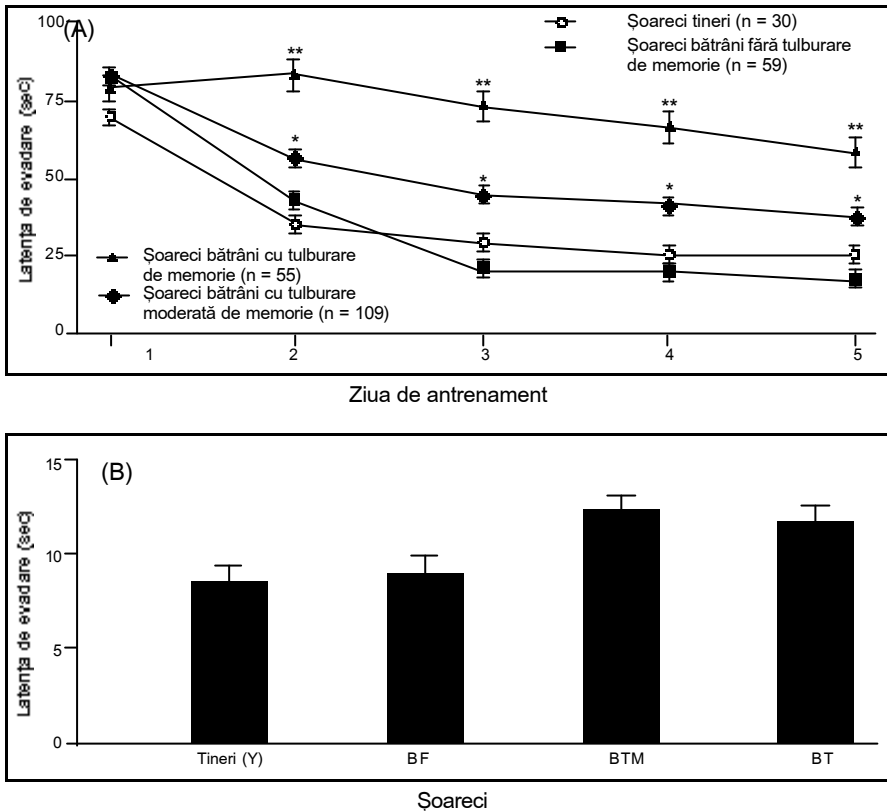 100
(A)
Șoareci tineri (n = 30)
Șoareci bătrâni fără tulburare
de memorie (n = 59)
**
**
**
**
75
Latența de evadare (sec)
*
*
*
*
50
25
Șoareci bătrâni cu tulburare
de memorie (n = 55)
Șoareci bătrâni cu tulburare
moderată de memorie (n = 109)
0
1 2 3 4 5
Ziua de antrenament
15
(B)
Latența de evadare (sec)
10
5
0
Tineri (Y) BF BTM BT
Șoareci